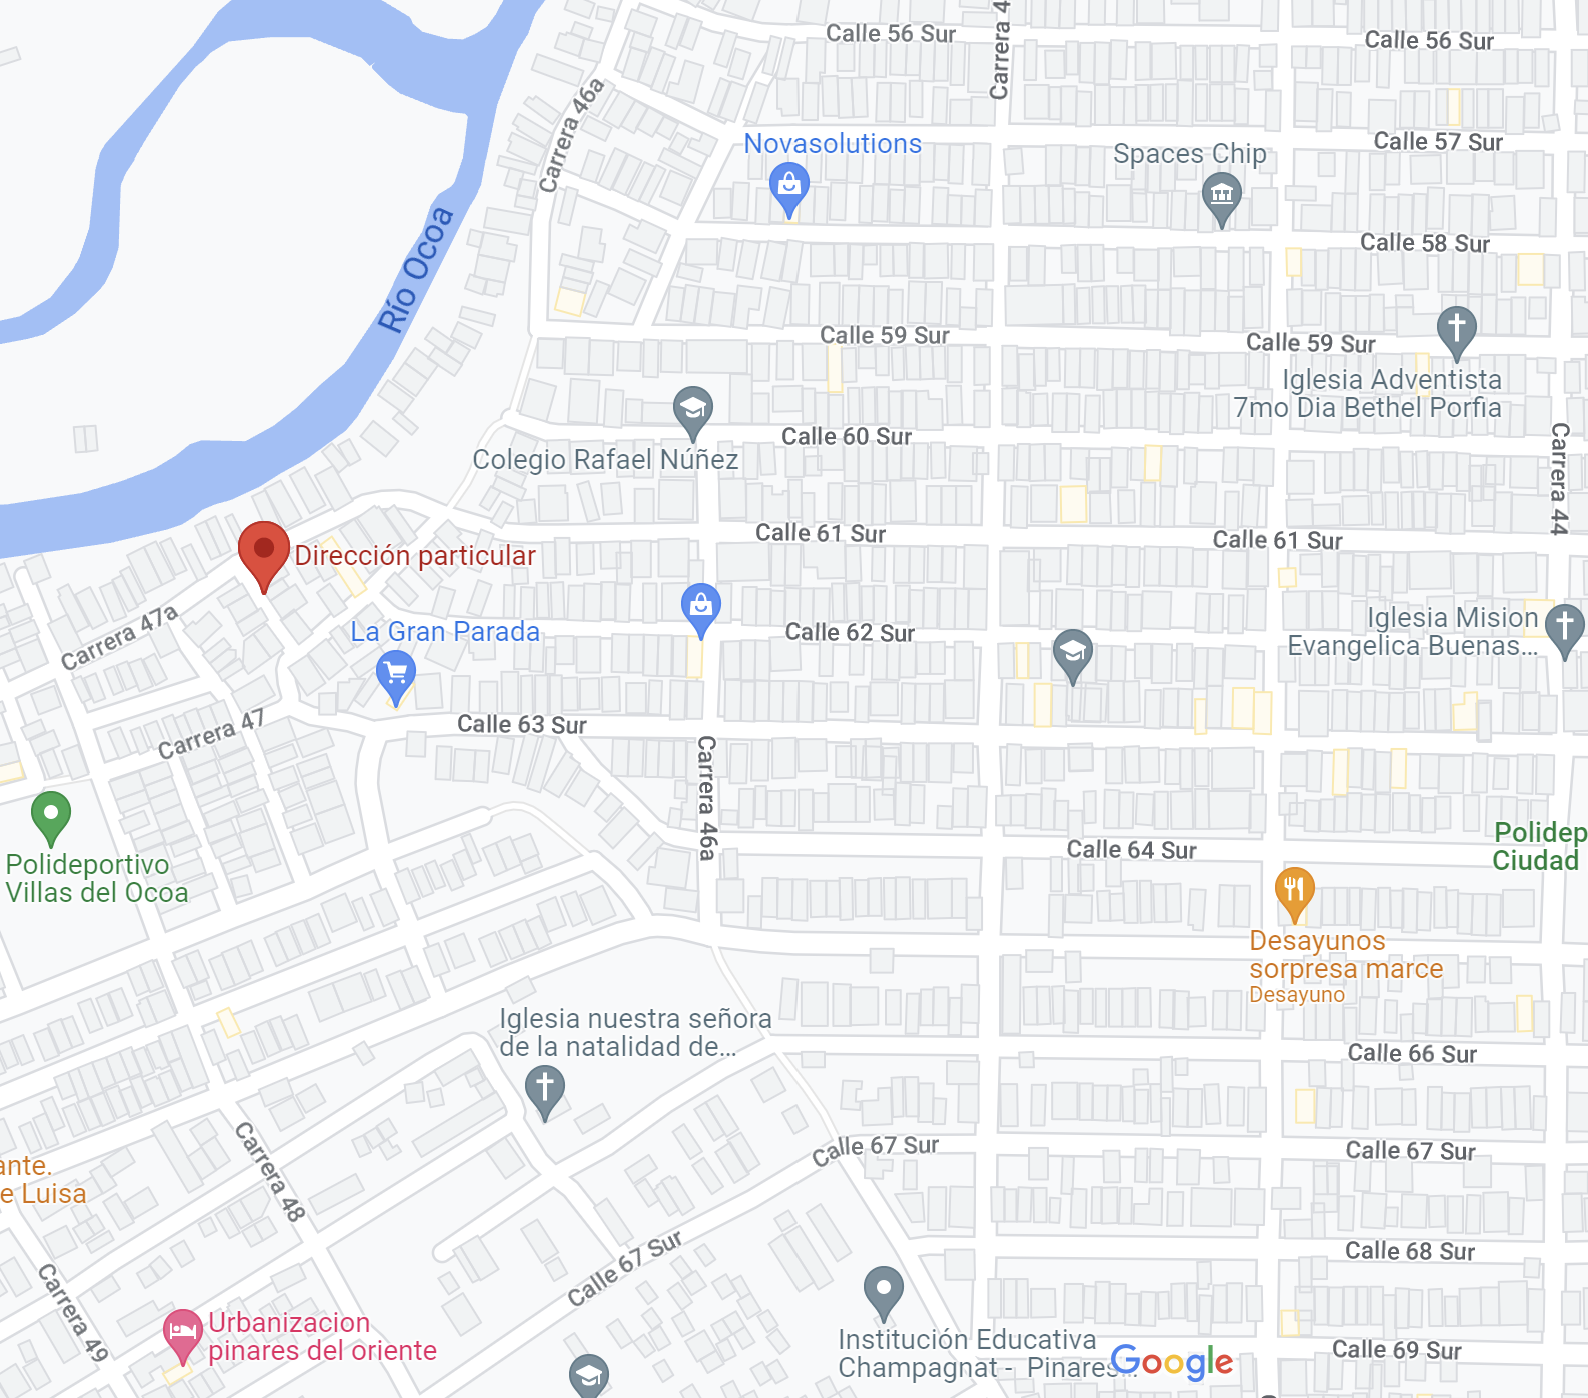 Calle 56 Sur
Calle 56 Sur
Carrera 4
Carrera 46a
Calle 57 Sur
Novasolutions
Spaces Chip
Calle 58 Sur
Río Ocoa
Calle 59 Sur
Calle 59 Sur
Iglesia Adventista
7mo Dia Bethel Porfia
Calle 60 Sur
Colegio Rafael Núñez
Carrera 44
Calle 61 Sur
Calle 61 Sur
Dirección particular
Carrera 47a
La Gran Parada
Calle 62 Sur
Iglesia Mision
Evangelica Buenas...
Carrera 47
Calle 63 Sur
Carrera 46a
Polidep
Ciudad
Calle 64 Sur
Polideportivo
Villas del Ocoa
Desayunos
sorpresa marce
Desayuno
Iglesia nuestra señora
de la natalidad de...
Calle 66 Sur
Carrera 48
Calle 67 Sur
Calle 67 Sur
ante.
e Luisa
Calle 67 Sur
Calle 68 Sur
Carrera 49
Urbanizacion
pinares del oriente
Institución Educativa
Champagnat - Pinares...
Google
Calle 69 Sur